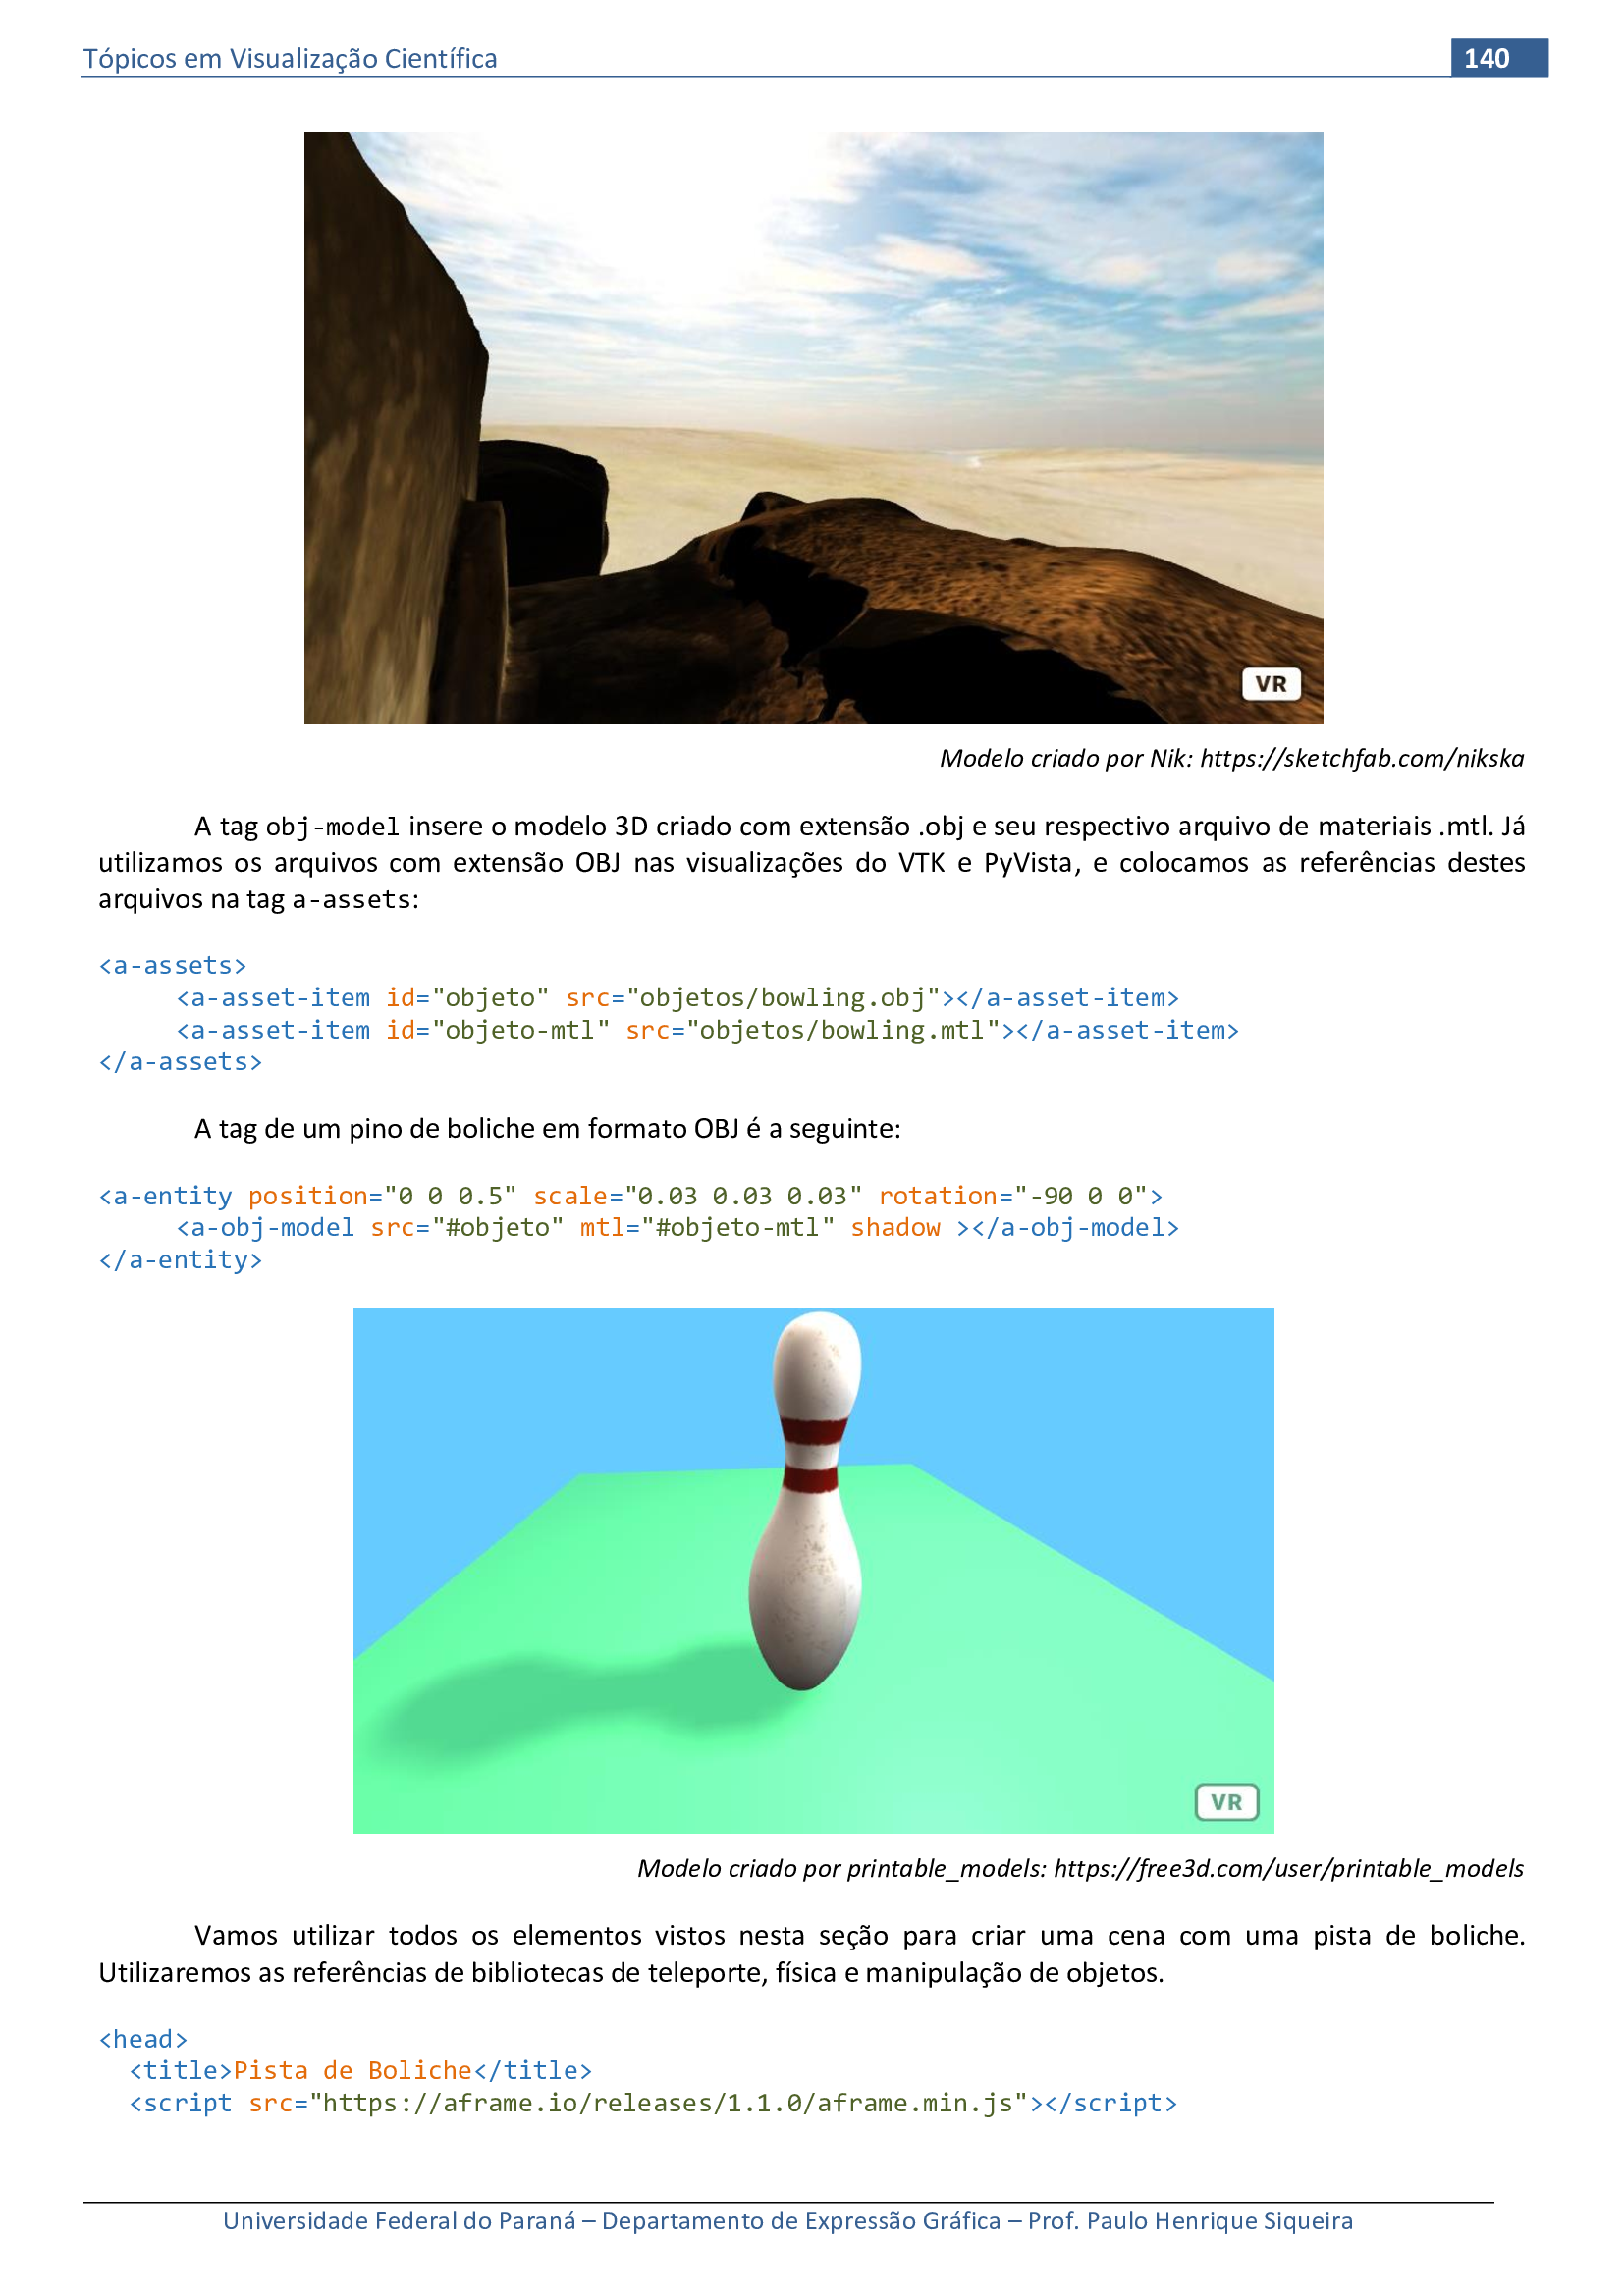 Tópicos em Visualização Científica 140
VR
Modelo criado por Nik: https://sketchfab.com/nikska
A tag obj-model insere o modelo 3D criado com extensão .obj e seu respectivo arquivo de materiais .mtl. Já
utilizamos os arquivos com extensão OBJ nas visualizações do VTK e PyVista, e colocamos as referências destes
arquivos na tag a-assets:
<a-assets>
<a-asset-item id="objeto" src="objetos/bowling.obj"></a-asset-item>
<a-asset-item id="objeto-mtl" src="objetos/bowling.mtl"></a-asset-item>
</a-assets>
A tag de um pino de boliche em formato OBJ é a seguinte:
<a-entity position="0 0 0.5" scale="0.03 0.03 0.03" rotation="-90 0 0">
<a-obj-model src="#objeto" mtl="#objeto-mtl" shadow ></a-obj-model>
</a-entity>
VR
Modelo criado por printable_models: https://free3d.com/user/printable_models
Vamos utilizar todos os elementos vistos nesta seção para criar uma cena com uma pista de boliche.
Utilizaremos as referências de bibliotecas de teleporte, física e manipulação de objetos.
<head>
<title>Pista de Boliche</title>
<script src="https://aframe.io/releases/1.1.0/aframe.min.js"></script>
Universidade Federal do Paraná – Departamento de Expressão Gráfica – Prof. Paulo Henrique Siqueira